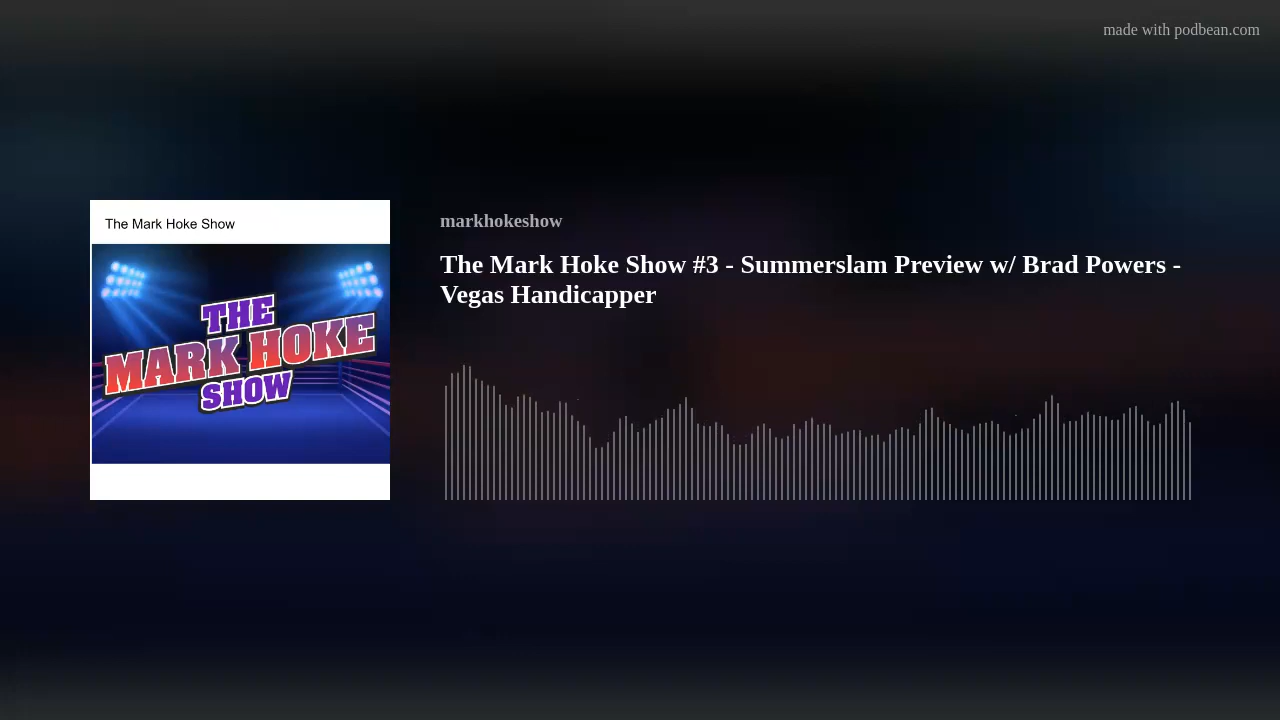 made with podbean.com
The Mark Hoke Show
THE
MARK HOKE
SHOW
markhokeshow
The Mark Hoke Show #3 - Summerslam Preview w/ Brad Powers -
Vegas Handicapper